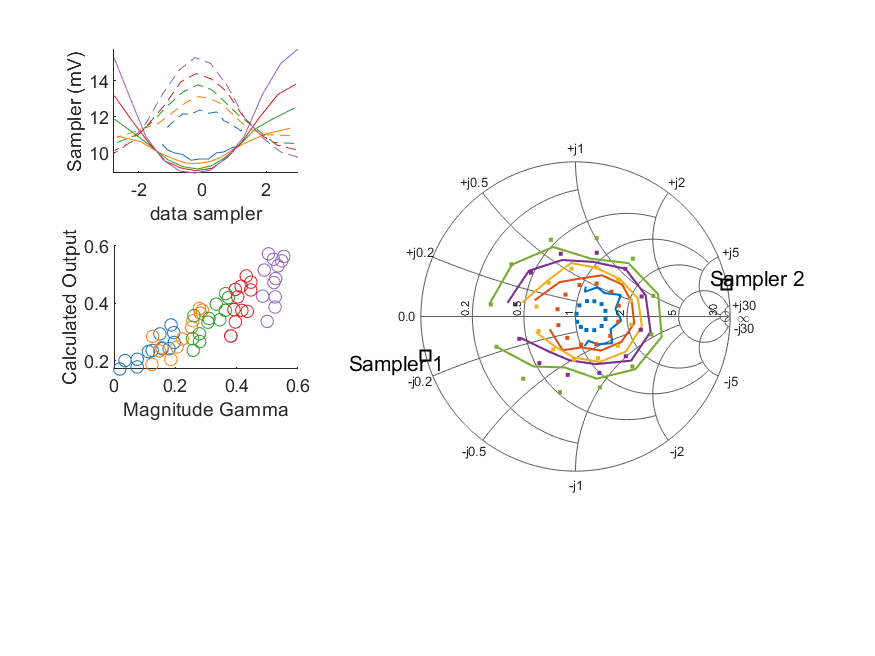 Sampler (mV)
14
12
10
-2
0
2
data sampler
Calculated Output
0.6
0.4
0.2
0
0.2
0.4
0.6
Magnitude Gamma
+j1
+j0.5
+j2
+j0.2
+j5
Sampler 2
+j30
0.0
0.2
0.5
1
2
5
30
∞
-j30
Sampler 1
-j0.2
-j5
-j0.5
-j2
-j1